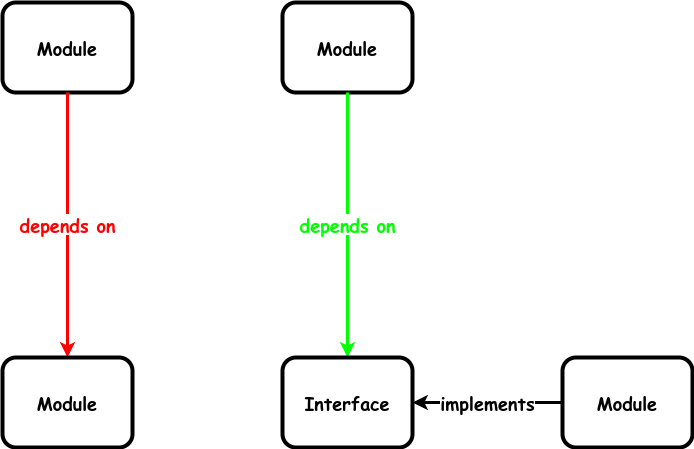 Module
Module
depends on
depends on
Module
Interface
implements
Module